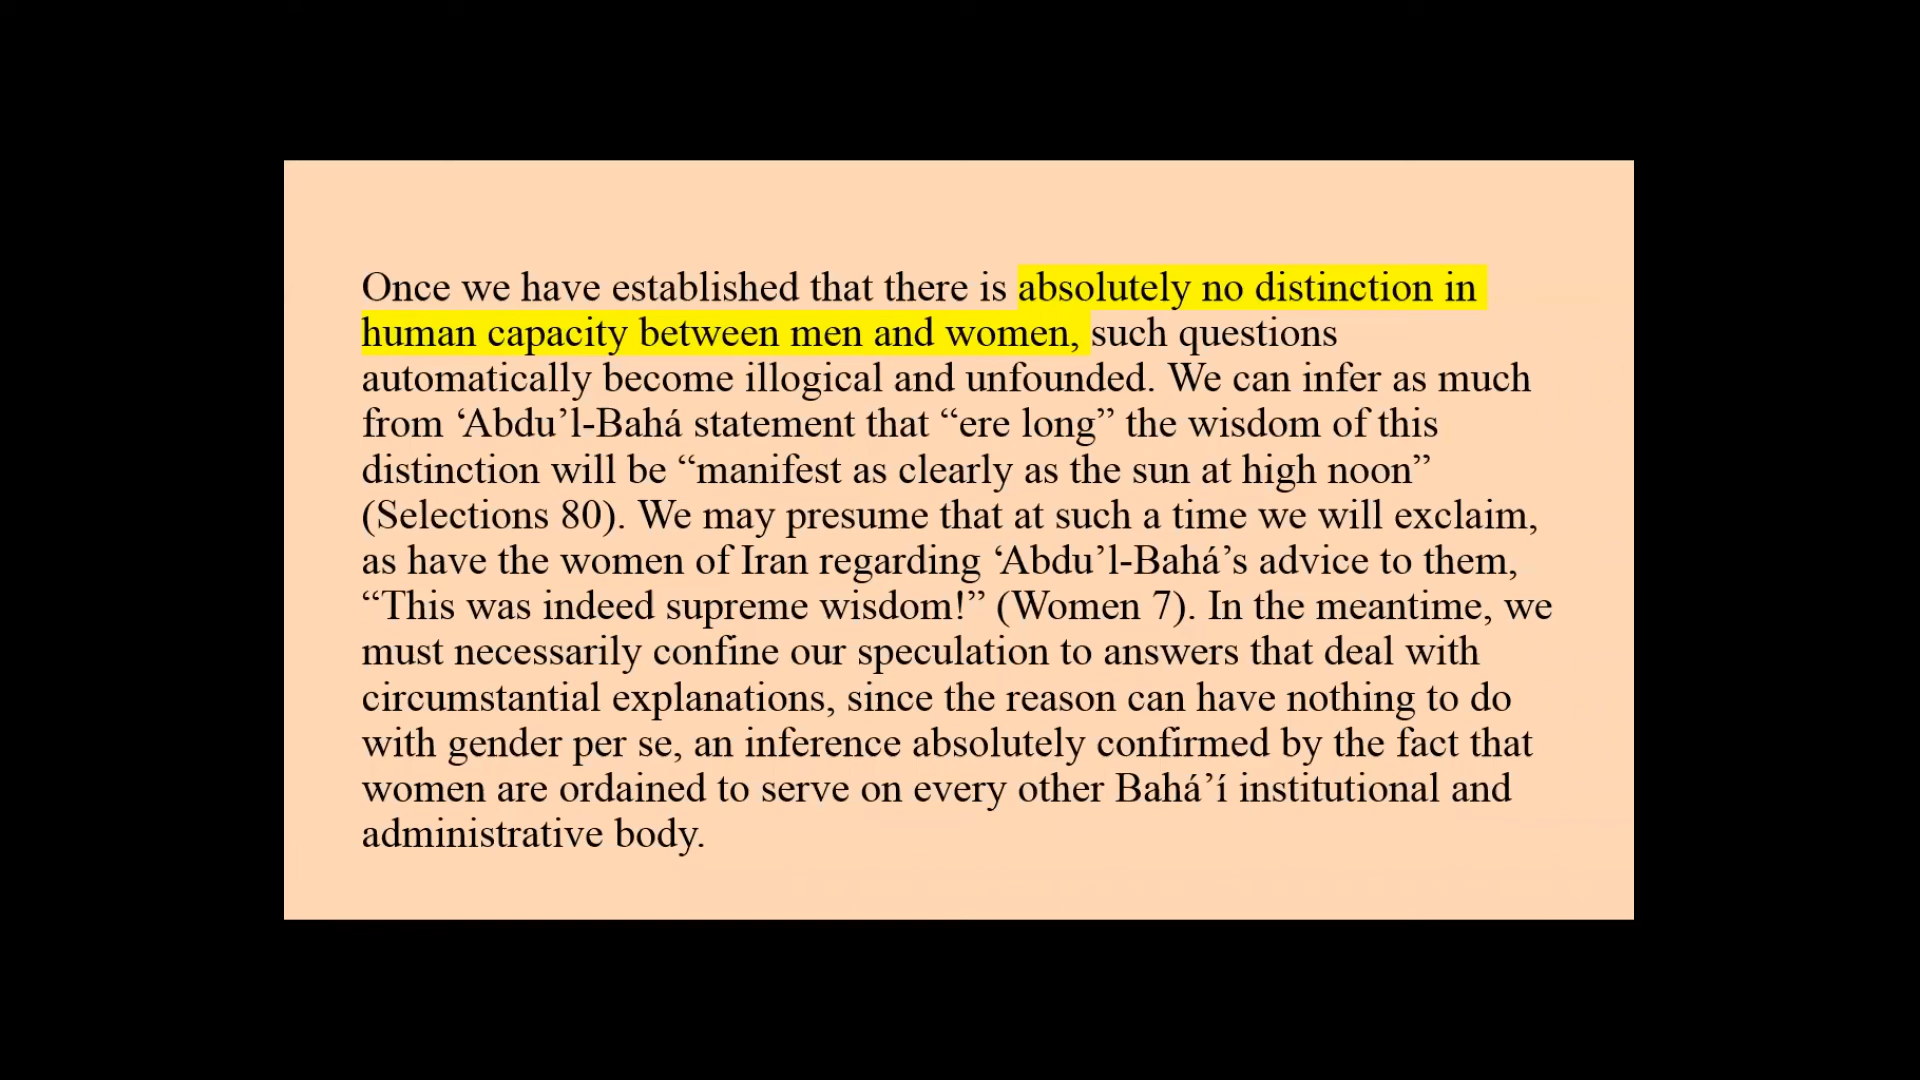 Once we have established that there is absolutely no distinction in
human capacity between men and women, such questions
automatically become illogical and unfounded. We can infer as much
from ‘Abdu’l-Bahá statement that “ere long” the wisdom of this
distinction will be “manifest as clearly as the sun at high noon”
(Selections 80). We may presume that at such a time we will exclaim,
as have the women of Iran regarding ‘Abdu’l-Bahá’s advice to them,
“This was indeed supreme wisdom!” (Women 7). In the meantime, we
must necessarily confine our speculation to answers that deal with
circumstantial explanations, since the reason can have nothing to do
with gender per se, an inference absolutely confirmed by the fact that
women are ordained to serve on every other Bahá’í institutional and
administrative body.